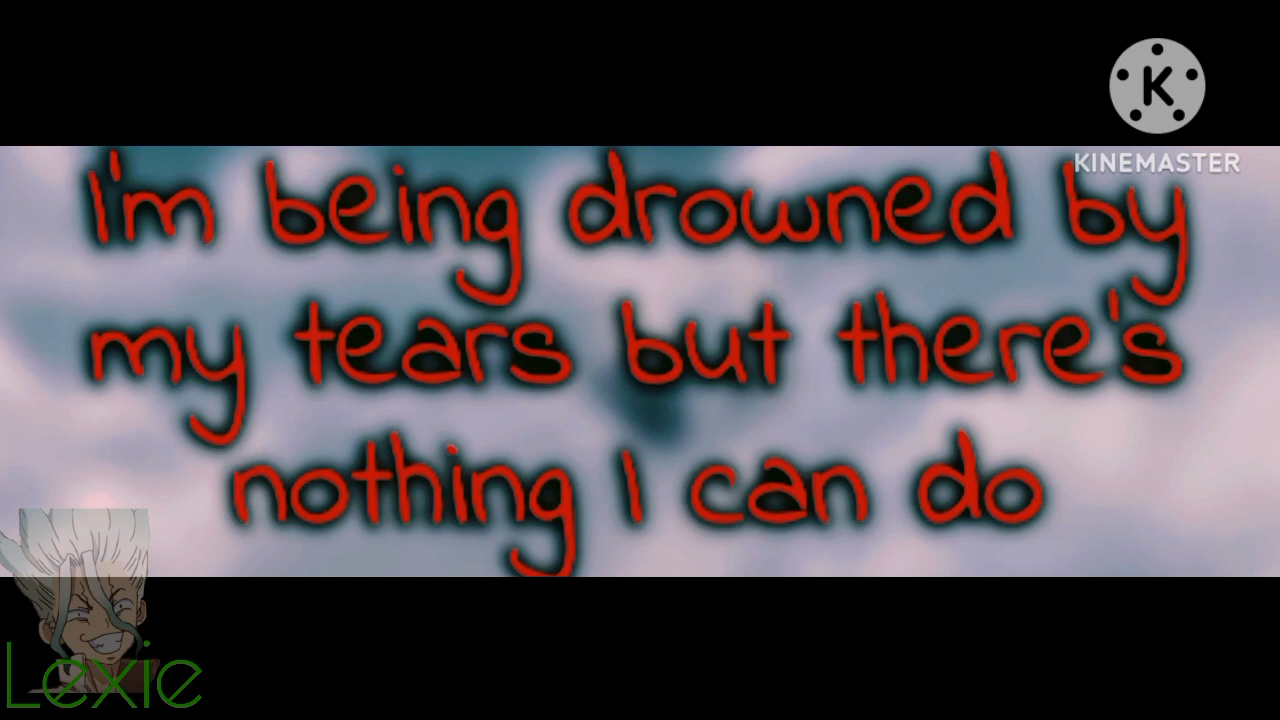 K
KINEMASTER
I'm being drowned by
my tears but there's
nothing I can do
Lexie